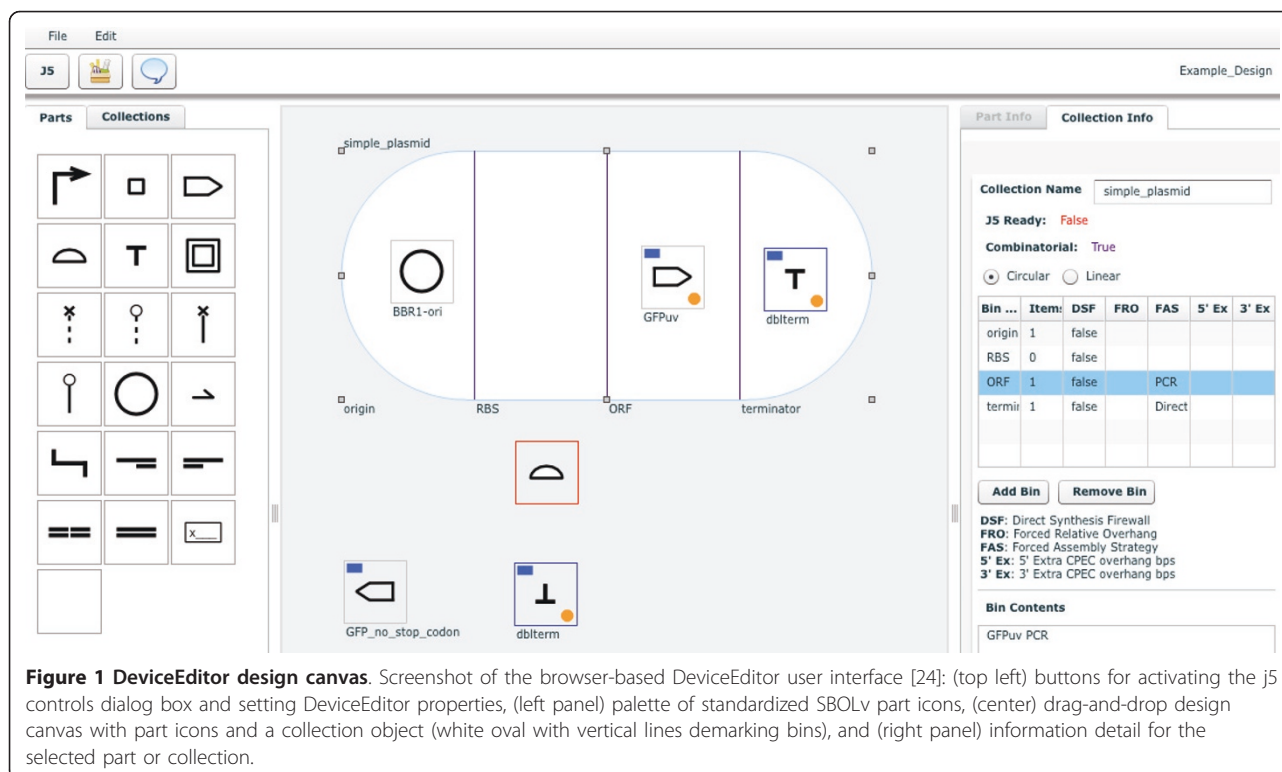 File Edit
J5
Example_Design
Parts Collections
simple_plasmid
BBR1-ori
GFPuv
dblterm
origin RBS ORF terminator
GFP_no_stop_codon
dblterm
x___
Part Info Collection Info
Collection Name simple_plasmid
J5 Ready: False
Combinatorial: True
Circular Linear
Bin ... Item: DSF FRO FAS 5' Ex 3' Ex
origin 1 false
RBS 0 false
ORF 1 false PCR
termir 1 false Direct
Add Bin Remove Bin
DSF: Direct Synthesis Firewall
FRO: Forced Relative Overhang
FAS: Forced Assembly Strategy
5' Ex: 5' Extra CPEC overhang bps
3' Ex: 3' Extra CPEC overhang bps
Bin Contents
GFPuv PCR
Figure 1 DeviceEditor design canvas. Screenshot of the browser-based DeviceEditor user interface [24]: (top left) buttons for activating the j5
controls dialog box and setting DeviceEditor properties, (left panel) palette of standardized SBOLv part icons, (center) drag-and-drop design
canvas with part icons and a collection object (white oval with vertical lines demarking bins), and (right panel) information detail for the
selected part or collection.